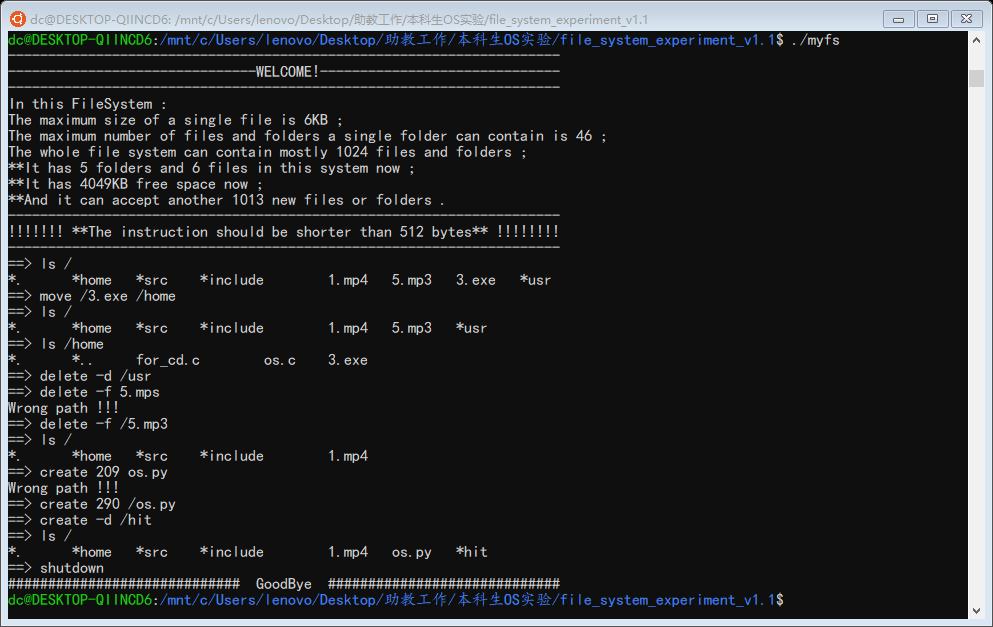 dc@DESKTOP-QIINCD6: /mnt/c/Users/lenovo/Desktop/助教工作/本科生OS实验/file_system_experiment_v1.1
dc@DESKTOP-QIINCD6:/mnt/c/Users/lenovo/Desktop/助教工作/本科生OS实验/file_system_experiment_v1.1$ ./myfs
---------------------------------------------------------------------
-------------------------------WELCOME!------------------------------
---------------------------------------------------------------------
In this FileSystem :
The maximum size of a single file is 6KB ;
The maximum number of files and folders a single folder can contain is 46 ;
The whole file system can contain mostly 1024 files and folders ;
**It has 5 folders and 6 files in this system now ;
**It has 4049KB free space now ;
**And it can accept another 1013 new files or folders .
---------------------------------------------------------------------
!!!!!!! **The instruction should be shorter than 512 bytes** !!!!!!!!
---------------------------------------------------------------------
==> ls /
*.      *home   *src    *include        1.mp4   5.mp3   3.exe   *usr
==> move /3.exe /home
==> ls /
*.      *home   *src    *include        1.mp4   5.mp3   *usr
==> ls /home
*.      *..     for_cd.c        os.c    3.exe
==> delete -d /usr
==> delete -f 5.mps
Wrong path !!!
==> delete -f /5.mp3
==> ls /
*.      *home   *src    *include        1.mp4
==> create 209 os.py
Wrong path !!!
==> create 290 /os.py
==> create -d /hit
==> ls /
*.      *home   *src    *include        1.mp4   os.py   *hit
==> shutdown
#############################  GoodBye  #############################
dc@DESKTOP-QIINCD6:/mnt/c/Users/lenovo/Desktop/助教工作/本科生OS实验/file_system_experiment_v1.1$